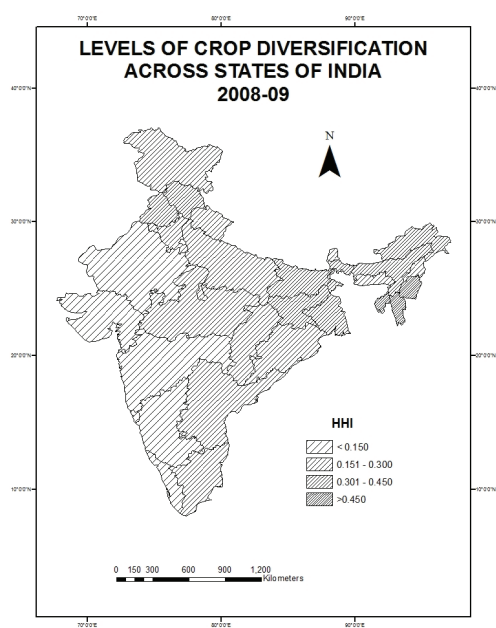 70°0'0"E 80°0'0"E 90°0'0"E
LEVELS OF CROP DIVERSIFICATION
ACROSS STATES OF INDIA
2008-09
40°0'0"N 40°0'0"N
N
30°0'0"N 30°0'0"N
20°0'0"N 20°0'0"N
HHI
< 0.150
0.151 - 0.300
0.301 - 0.450
>0.450
10°0'0"N 10°0'0"N
0 150 300 600 900 1,200
Kilometers
70°0'0"E 80°0'0"E 90°0'0"E